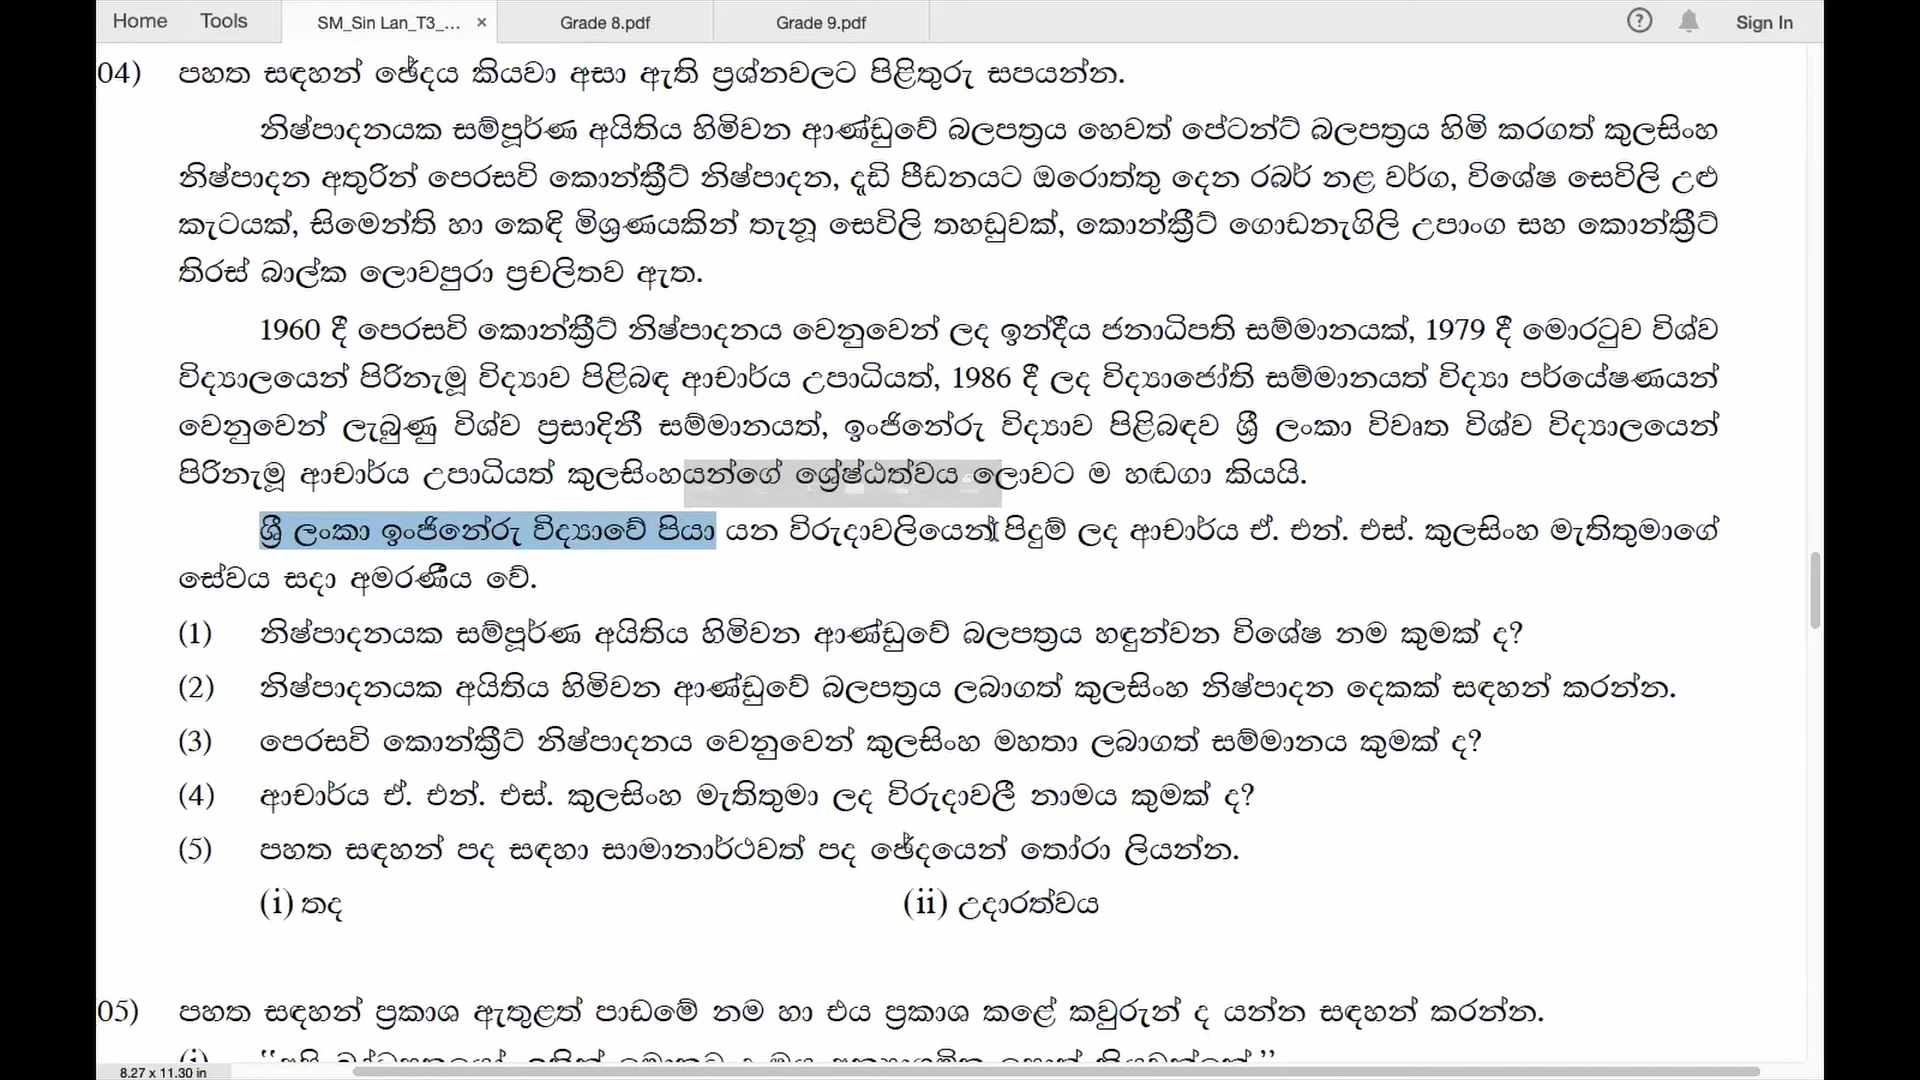 Home Tools SM_Sin Lan_T3_... × Grade 8.pdf Grade 9.pdf ? Sign In
04) පහත සඳහන් ඡේදය කියවා අසා ඇති ප්‍රශ්නවලට පිළිතුරු සපයන්න.
නිෂ්පාදනයක සම්පූර්ණ අයිතිය හිමිවන ආණ්ඩුවේ බලපත්‍රය හෙවත් පේටන්ට් බලපත්‍රය හිමි කරගත් කුලසිංහ
නිෂ්පාදන අතුරින් පෙරසවි කොන්ක්‍රීට් නිෂ්පාදන, දැඩි පීඩනයට ඔරොත්තු දෙන රබර් නළ වර්ග, විශේෂ සෙවිලි උළු
කැටයක්, සිමෙන්ති හා කෙඳි මිශ්‍රණයකින් තැනූ සෙවිලි තහඩුවක්, කොන්ක්‍රීට් ගොඩනැගිලි උපාංග සහ කොන්ක්‍රීට්
තිරස් බාල්ක ලොවපුරා ප්‍රචලිතව ඇත.
1960 දී පෙරසවි කොන්ක්‍රීට් නිෂ්පාදනය වෙනුවෙන් ලද ඉන්දීය ජනාධිපති සම්මානයක්, 1979 දී මොරටුව විශ්ව
විද්‍යාලයෙන් පිරිනැමූ විද්‍යාව පිළිබඳ ආචාර්ය උපාධියත්, 1986 දී ලද විද්‍යාජෝති සම්මානයත් විද්‍යා පර්යේෂණයන්
වෙනුවෙන් ලැබුණු විශ්ව ප්‍රසාදිනී සම්මානයත්, ඉංජිනේරු විද්‍යාව පිළිබඳව ශ්‍රී ලංකා විවෘත විශ්ව විද්‍යාලයෙන්
පිරිනැමූ ආචාර්ය උපාධියත් කුලසිංහයන්ගේ ශ්‍රේෂ්ඨත්වය ලොවට ම හඬගා කියයි.
ශ්‍රී ලංකා ඉංජිනේරු විද්‍යාවේ පියා යන විරුදාවලියෙන් පිදුම් ලද ආචාර්ය ඒ. එන්. එස්. කුලසිංහ මැතිතුමාගේ
සේවය සදා අමරණීය වේ.
(1) නිෂ්පාදනයක සම්පූර්ණ අයිතිය හිමිවන ආණ්ඩුවේ බලපත්‍රය හඳුන්වන විශේෂ නම කුමක් ද?
(2) නිෂ්පාදනයක අයිතිය හිමිවන ආණ්ඩුවේ බලපත්‍රය ලබාගත් කුලසිංහ නිෂ්පාදන දෙකක් සඳහන් කරන්න.
(3) පෙරසවි කොන්ක්‍රීට් නිෂ්පාදනය වෙනුවෙන් කුලසිංහ මහතා ලබාගත් සම්මානය කුමක් ද?
(4) ආචාර්ය ඒ. එන්. එස්. කුලසිංහ මැතිතුමා ලද විරුදාවලී නාමය කුමක් ද?
(5) පහත සඳහන් පද සඳහා සාමානාර්ථවත් පද ඡේදයෙන් තෝරා ලියන්න.
(i) තද (ii) උදාරත්වය
05) පහත සඳහන් ප්‍රකාශ ඇතුළත් පාඩමේ නම හා එය ප්‍රකාශ කළේ කවුරුන් ද යන්න සඳහන් කරන්න.
8.27 x 11.30 in